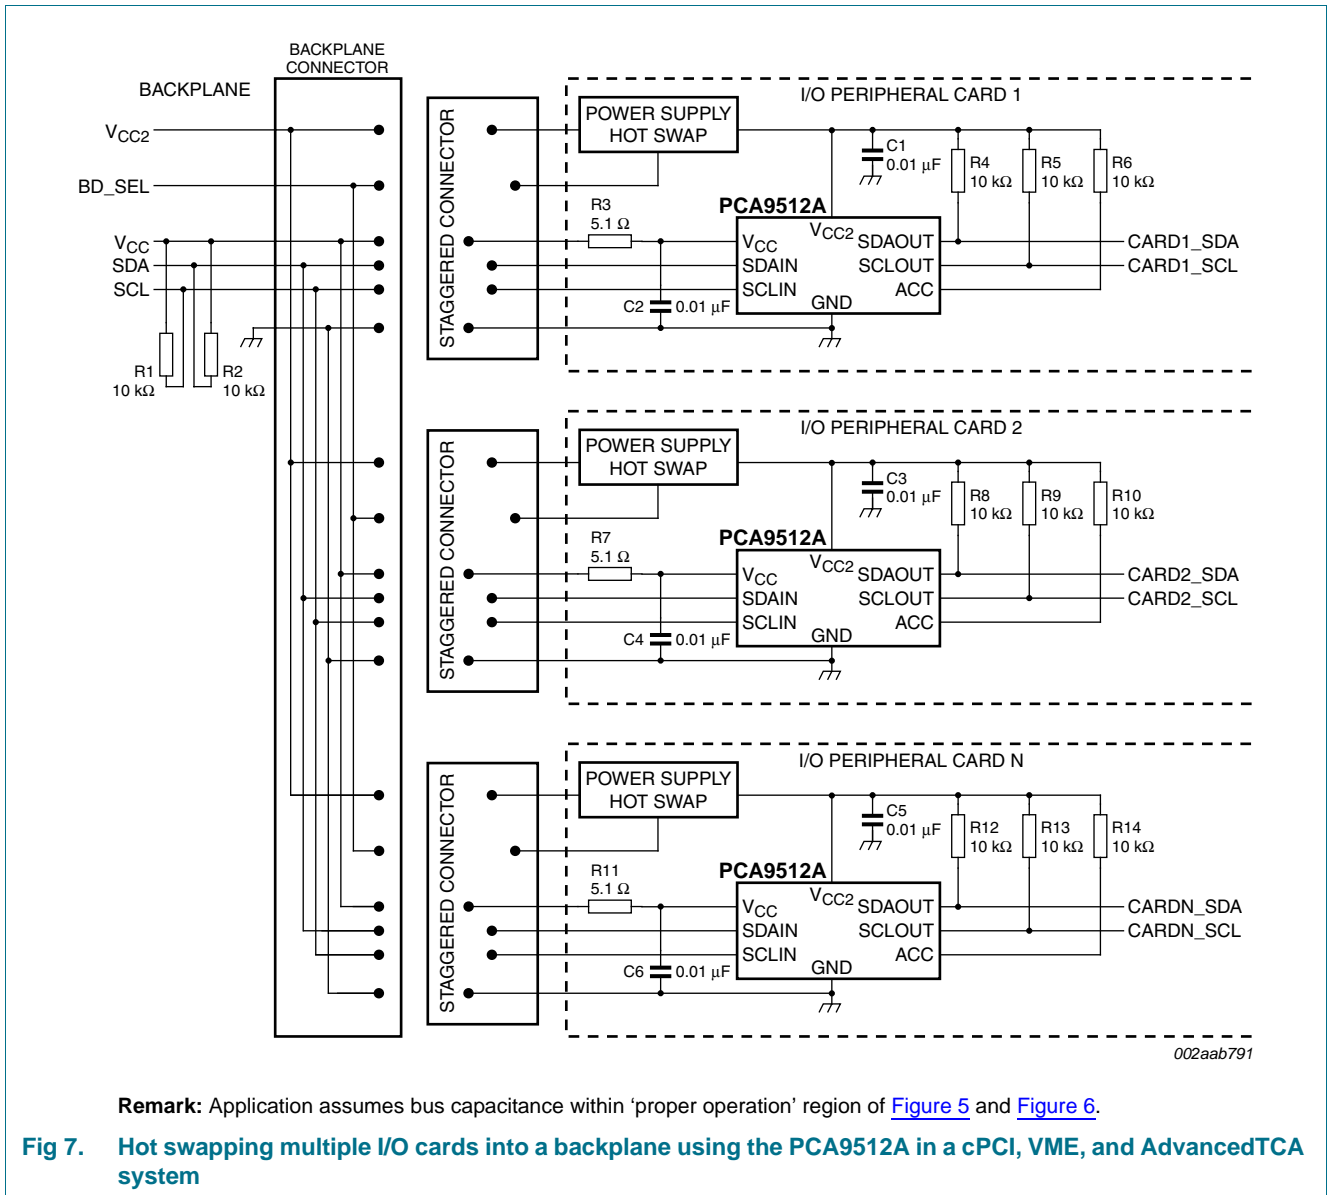 BACKPLANE
CONNECTOR
BACKPLANE
VCC2
BD_SEL
VCC
SDA
SCL
R1
10 kΩ
R2
10 kΩ
STAGGERED CONNECTOR
I/O PERIPHERAL CARD 1
POWER SUPPLY
HOT SWAP
C1
0.01 μF
R4
10 kΩ
R5
10 kΩ
R6
10 kΩ
R3
5.1 Ω
PCA9512A
VCC
VCC2
SDAOUT
CARD1_SDA
SDAIN
SCLOUT
CARD1_SCL
SCLIN
ACC
GND
C2
0.01 μF
STAGGERED CONNECTOR
I/O PERIPHERAL CARD 2
POWER SUPPLY
HOT SWAP
C3
0.01 μF
R8
10 kΩ
R9
10 kΩ
R10
10 kΩ
R7
5.1 Ω
PCA9512A
VCC
VCC2
SDAOUT
CARD2_SDA
SDAIN
SCLOUT
CARD2_SCL
SCLIN
ACC
GND
C4
0.01 μF
STAGGERED CONNECTOR
I/O PERIPHERAL CARD N
POWER SUPPLY
HOT SWAP
C5
0.01 μF
R12
10 kΩ
R13
10 kΩ
R14
10 kΩ
R11
5.1 Ω
PCA9512A
VCC
VCC2
SDAOUT
CARDN_SDA
SDAIN
SCLOUT
CARDN_SCL
SCLIN
ACC
GND
C6
0.01 μF
002aab791
Remark: Application assumes bus capacitance within ‘proper operation’ region of Figure 5 and Figure 6.
Fig 7. Hot swapping multiple I/O cards into a backplane using the PCA9512A in a cPCI, VME, and AdvancedTCA
system